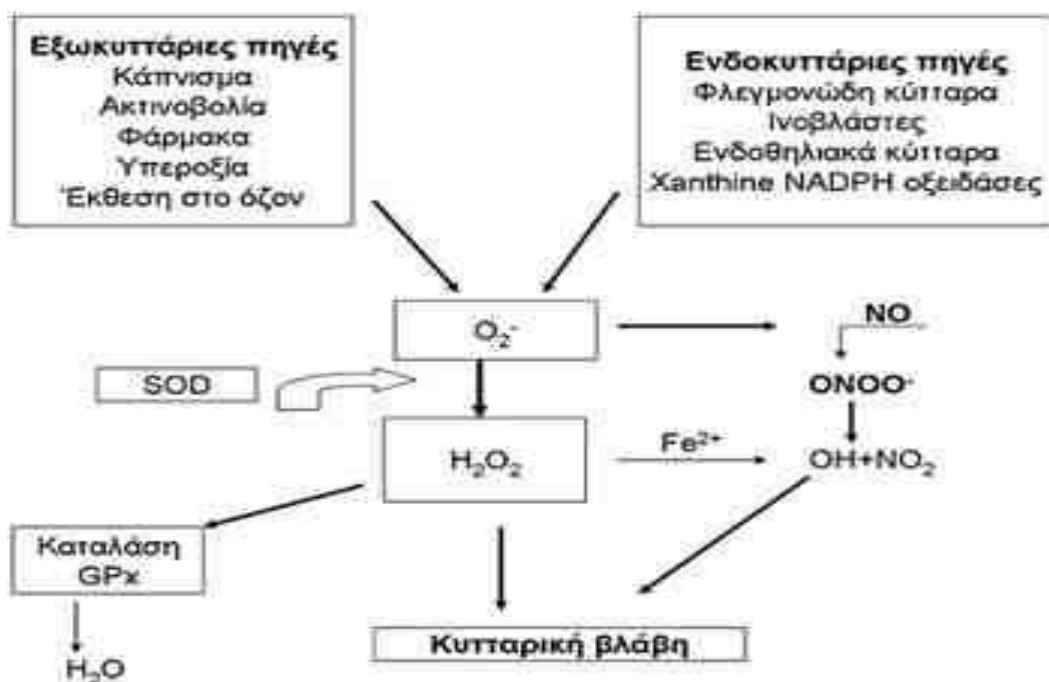 Εξωκυττάριες πηγές
Κάπνισμα
Ακτινοβολία
Φάρμακα
Υπεροξία
Έκθεση στο όζον
Ενδοκυττάριες πηγές
Φλεγμονώδη κύτταρα
Ινοβλάστες
Ενδοθηλιακά κύτταρα
Xanthine NADPH οξειδάσες
O₂⁻
NO
SOD
ONOO⁻
H₂O₂
Fe²⁺
OH+NO₂
Καταλάση
GPx
Κυτταρική βλάβη
H₂O